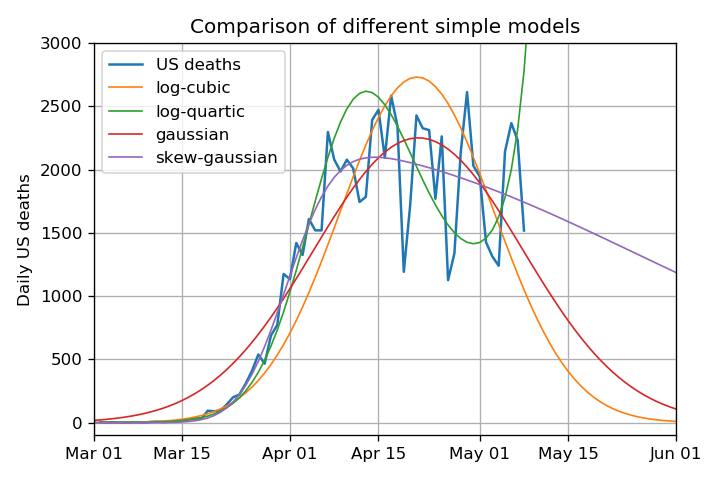 Comparison of different simple models
US deaths
log-cubic
log-quartic
gaussian
skew-gaussian
Daily US deaths
3000
2500
2000
1500
1000
500
0
Mar 01 Mar 15 Apr 01 Apr 15 May 01 May 15 Jun 01